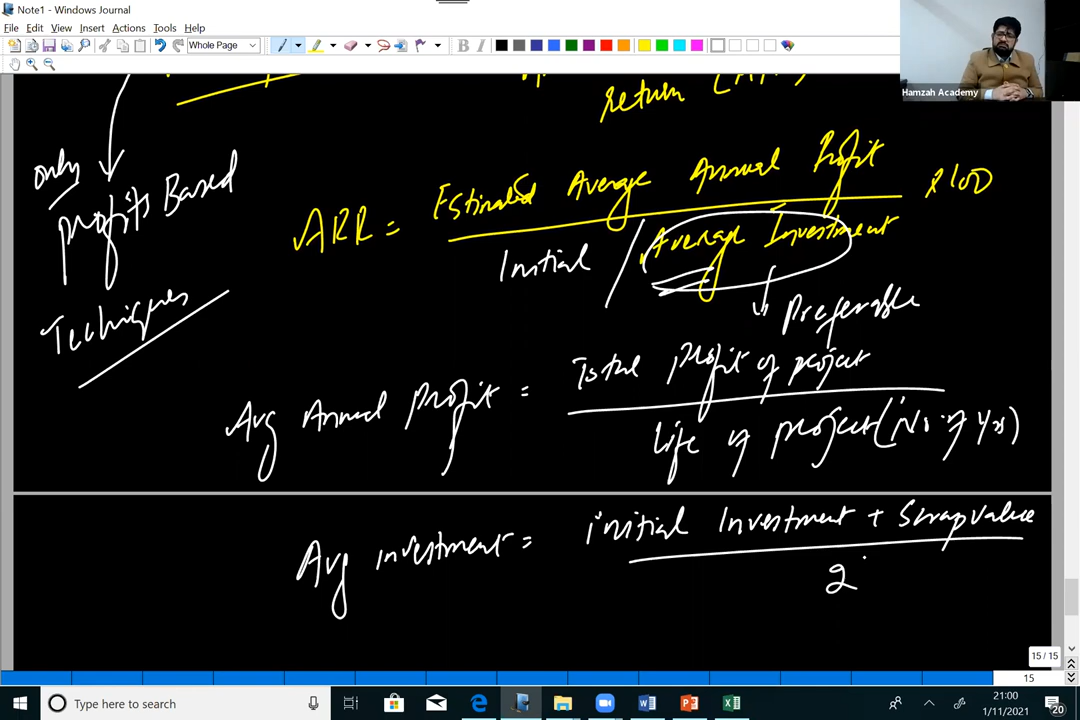 Note1 - Windows Journal
File Edit View Insert Actions Tools Help
Whole Page
Hamzah Academy
return (ARR)
only
profits Based
Techiques
ARR = Estimated Average Annual Profit x100
Initial / Average Investment
Preferable
Avg Annual profit = Total profit of project
life of project (No. of Yrs)
Avg investment = initial Investment + Scrap value
2
15 / 15
15
Type here to search
21:00
1/11/2021
20